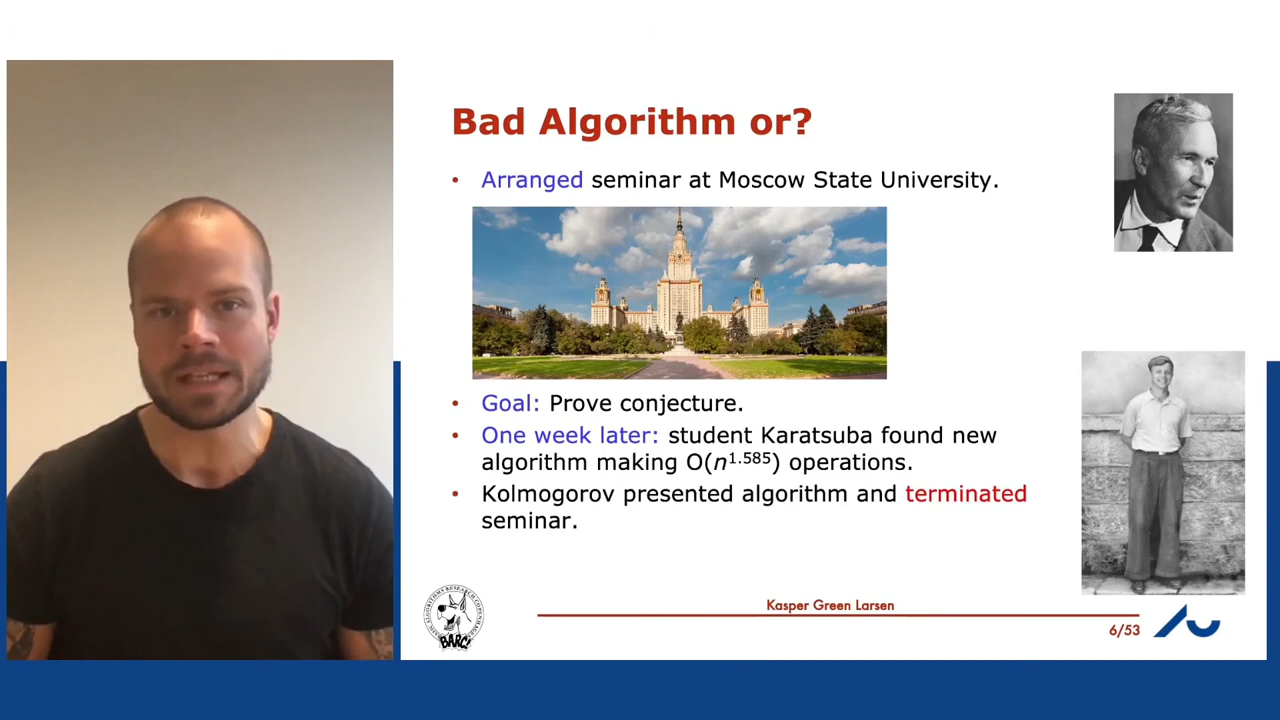 Bad Algorithm or?
• Arranged seminar at Moscow State University.
• Goal: Prove conjecture.
• One week later: student Karatsuba found new
algorithm making O(n^1.585) operations.
• Kolmogorov presented algorithm and terminated
seminar.
BARC
Kasper Green Larsen
6/53